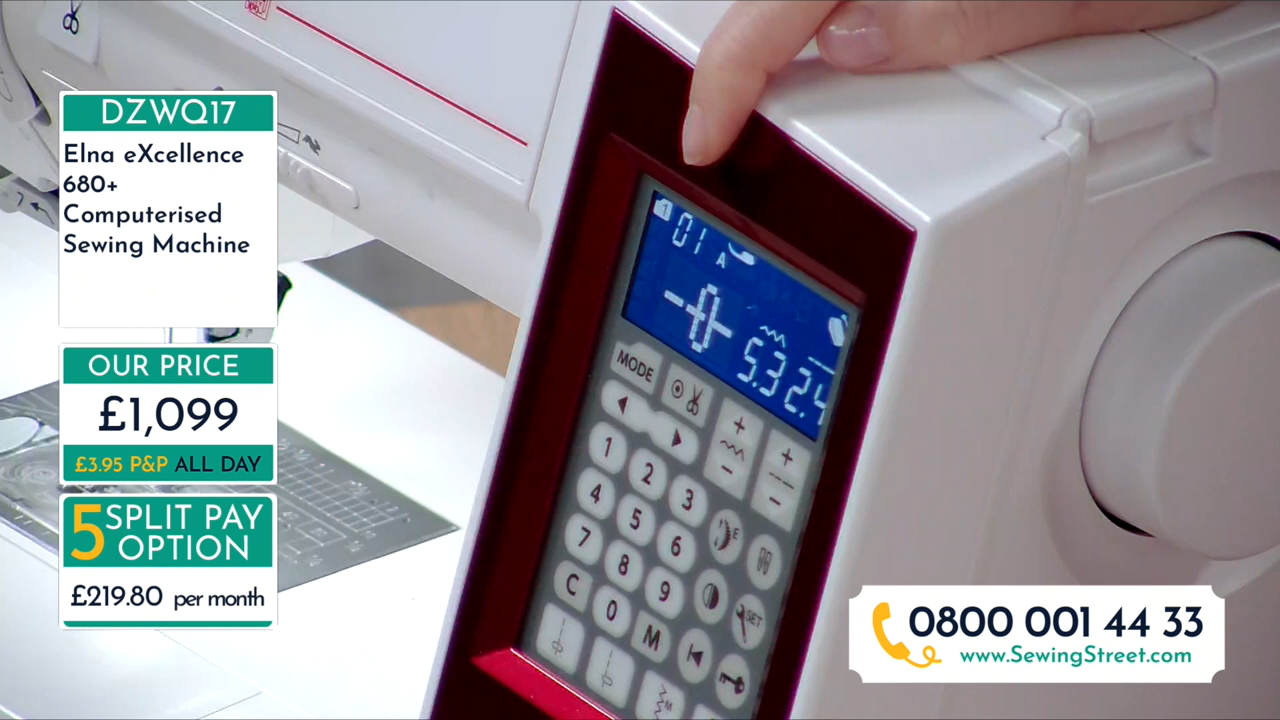 DZWQ17
Elna eXcellence
680+
Computerised
Sewing Machine
OUR PRICE
£1,099
£3.95 P&P ALL DAY
5 SPLIT PAY
OPTION
£219.80 per month
1
01
A
5.3 2.4
MODE
+ +
- -
1 2 3
4 5 6
7 8 9
C 0 M
SET
M
0800 001 44 33
www.SewingStreet.com